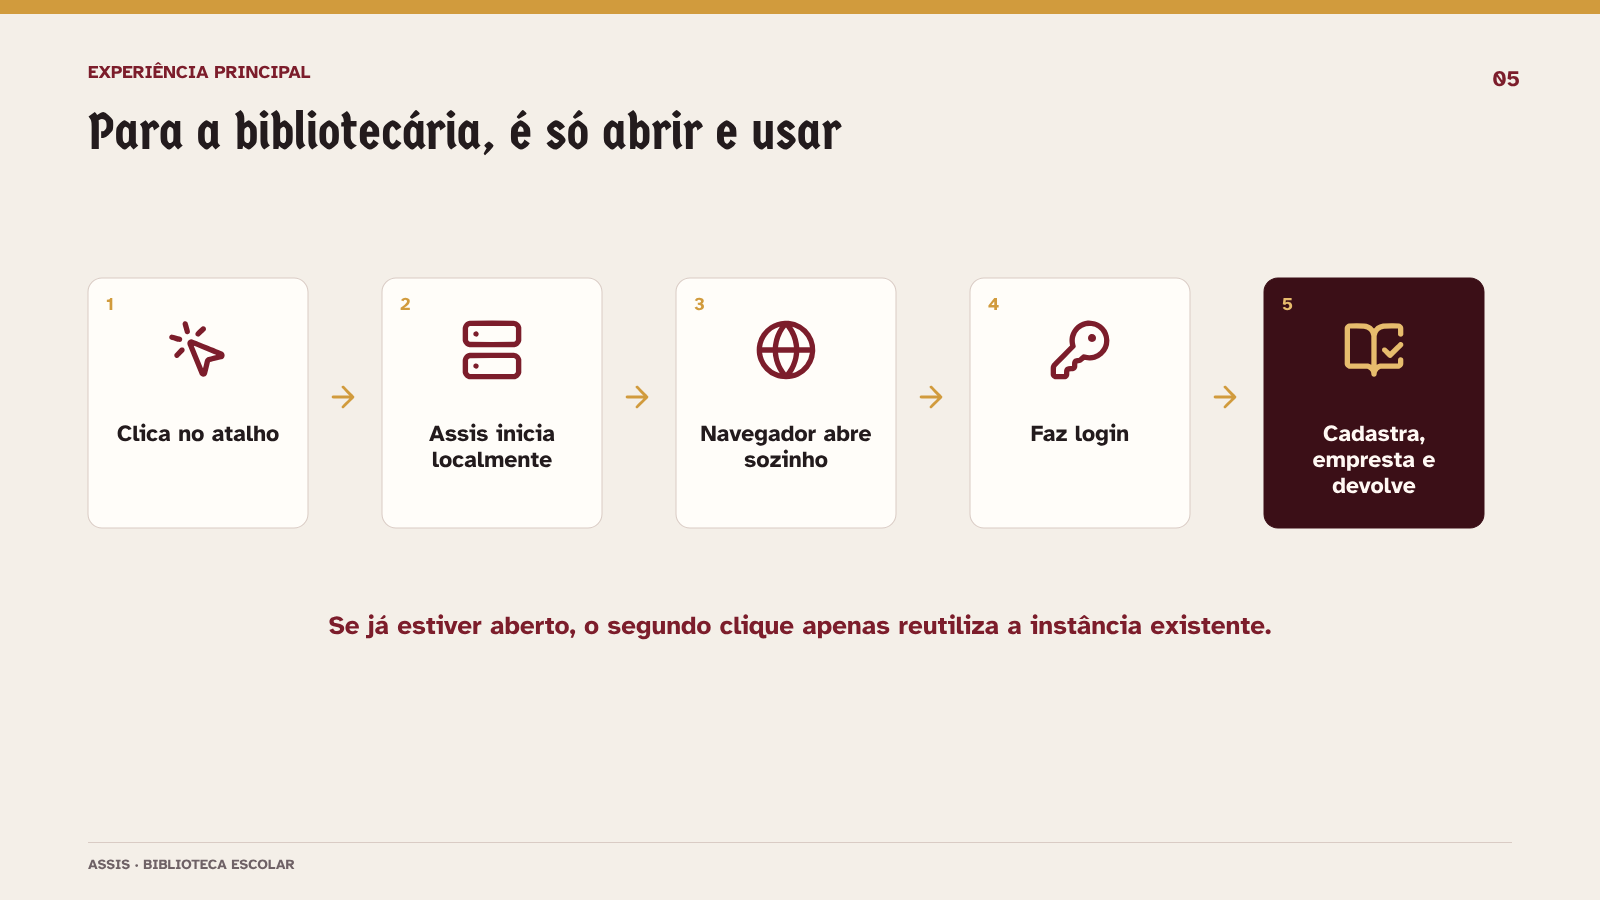 EXPERIÊNCIA PRINCIPAL
05
Para a bibliotecária, é só abrir e usar
1
Clica no atalho
2
Assis inicia
localmente
3
Navegador abre
sozinho
4
Faz login
5
Cadastra,
empresta e
devolve
Se já estiver aberto, o segundo clique apenas reutiliza a instância existente.
ASSIS · BIBLIOTECA ESCOLAR